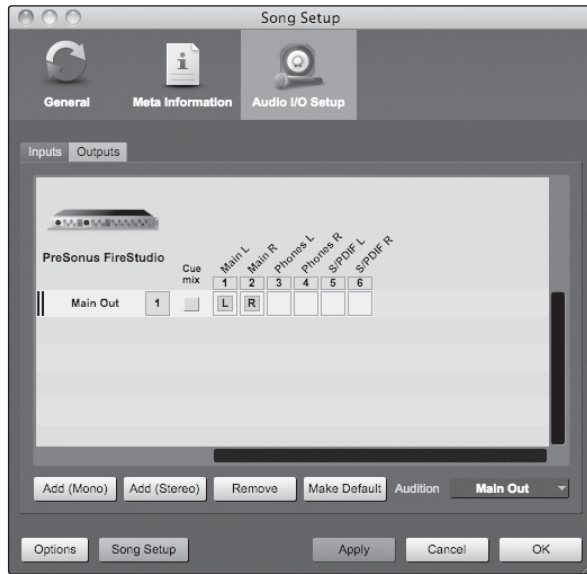 Song Setup
General Meta Information Audio I/O Setup
Inputs Outputs
PreSonus FireStudio
Cue mix
Main L Main R Phones L Phones R S/PDIF L S/PDIF R
1 2 3 4 5 6
Main Out 1 L R
Add (Mono) Add (Stereo) Remove Make Default Audition Main Out
Options Song Setup Apply Cancel OK